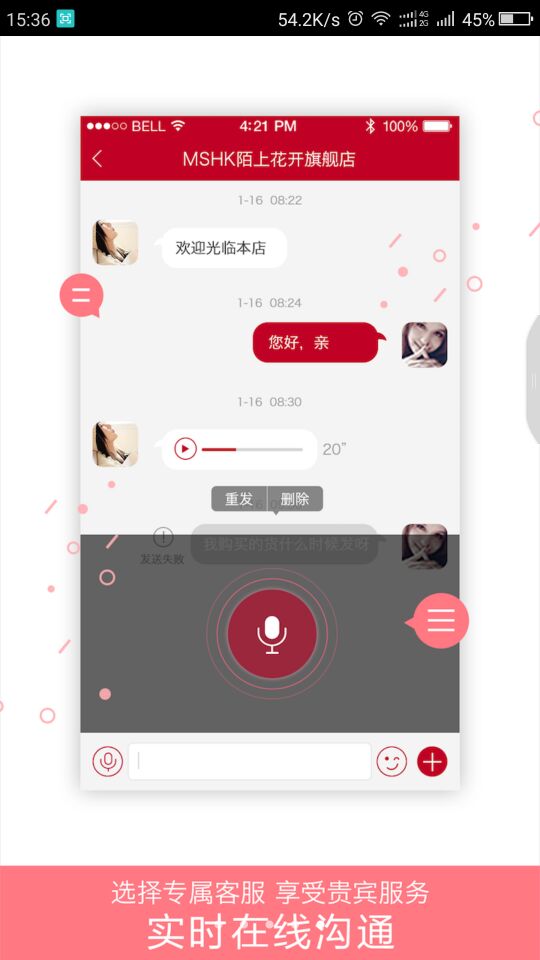 15:36 54.2K/s 4G 2G 45%
BELL 4:21 PM 100%
MSHK陌上花开旗舰店
1-16 08:22
欢迎光临本店
1-16 08:24
您好，亲
1-16 08:30
20”
重发 删除
发送失败 我购买的货什么时候发呀
选择专属客服 享受贵宾服务
实时在线沟通